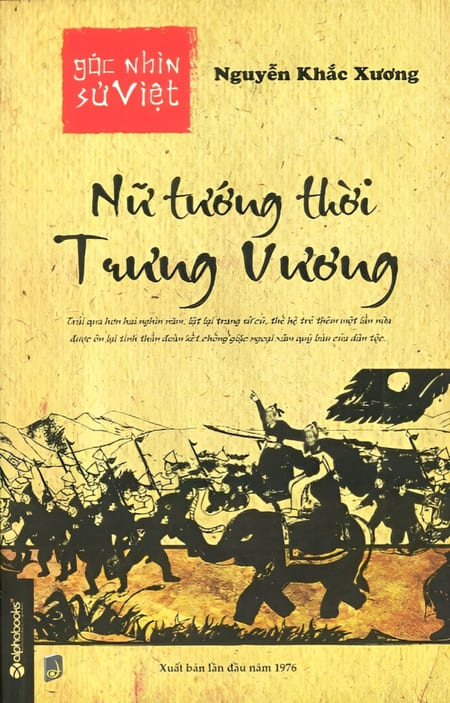 góc nhìn
sử Việt
Nguyễn Khắc Xương
Nữ tướng thời
Trưng Vương
Trải qua hơn hai nghìn năm, lật lại trang sử cũ, thế hệ trẻ thêm một lần nữa
được ôn lại tinh thần đoàn kết chống giặc ngoại xâm quý báu của dân tộc.
alphabooks
Xuất bản lần đầu năm 1976